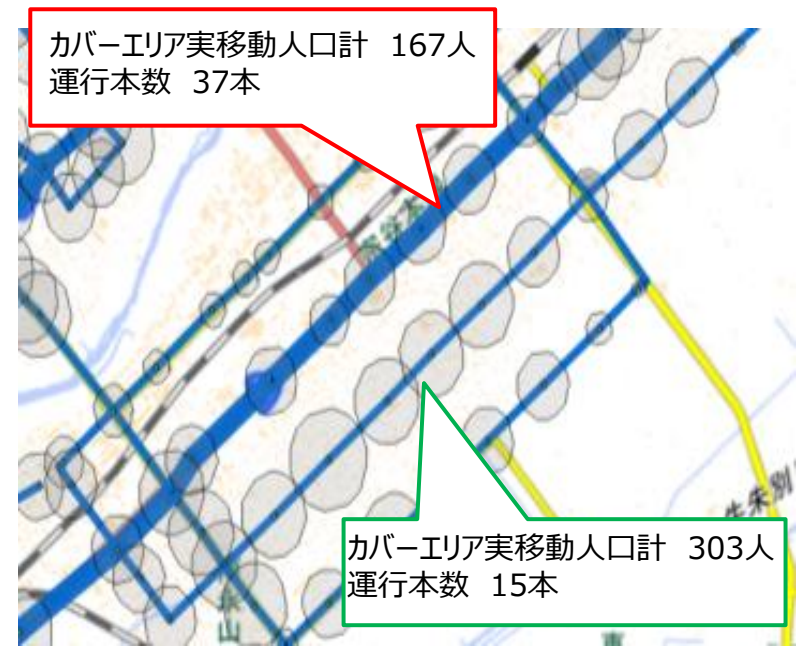 カバーエリア実移動人口計 167人
運行本数 37本
カバーエリア実移動人口計 303人
運行本数 15本
山
東